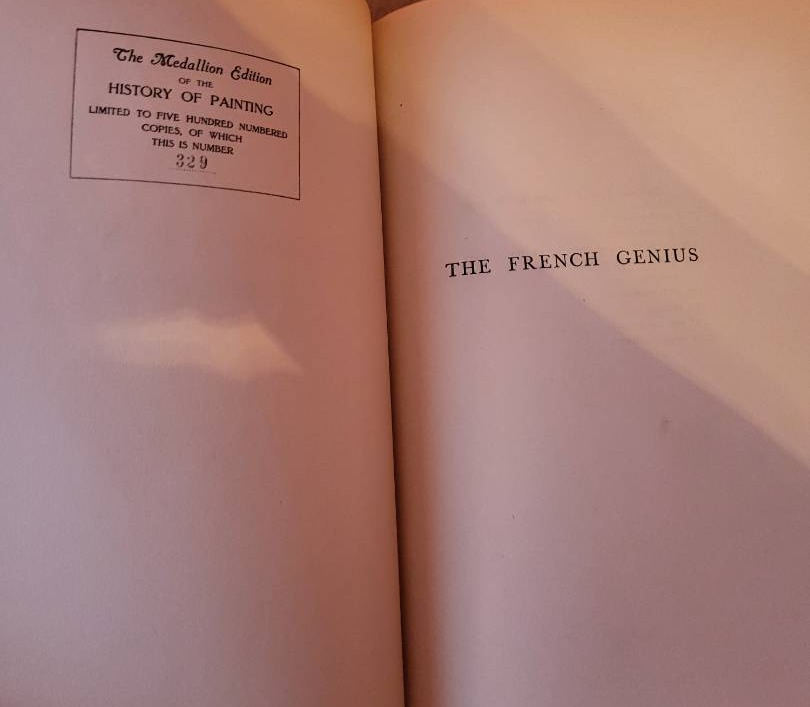 The Medallion Edition
OF THE
HISTORY OF PAINTING
LIMITED TO FIVE HUNDRED NUMBERED
COPIES, OF WHICH
THIS IS NUMBER
329
THE FRENCH GENIUS